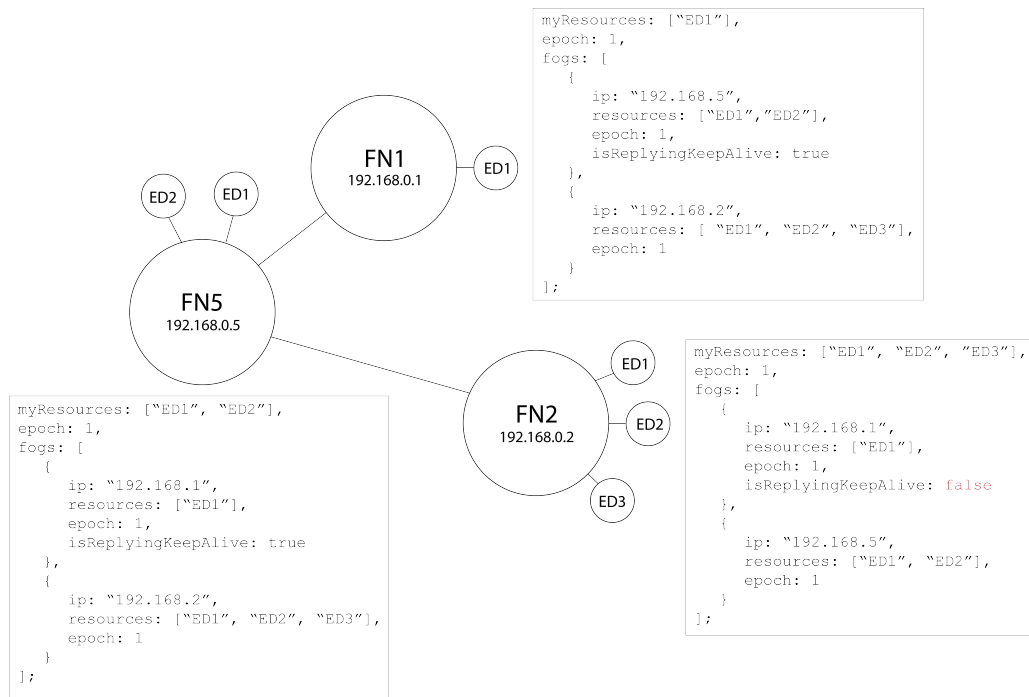 myResources: [“ED1”],
epoch: 1,
fogs: [
{
ip: “192.168.5”,
resources: [“ED1”,”ED2”],
epoch: 1,
isReplyingKeepAlive: true
},
{
ip: “192.168.2”,
resources: [ “ED1”, “ED2”, “ED3”],
epoch: 1
}
];
FN1
192.168.0.1
ED1
ED2
ED1
FN5
192.168.0.5
FN2
192.168.0.2
ED1
ED2
ED3
myResources: [“ED1”, “ED2”, ”ED3”],
epoch: 1,
fogs: [
{
ip: “192.168.1”,
resources: [“ED1”],
epoch: 1,
isReplyingKeepAlive: false
},
{
ip: “192.168.5”,
resources: [“ED1”, “ED2”],
epoch: 1
}
];
myResources: [“ED1”, “ED2”],
epoch: 1,
fogs: [
{
ip: “192.168.1”,
resources: [“ED1”],
epoch: 1,
isReplyingKeepAlive: true
},
{
ip: “192.168.2”,
resources: [“ED1”, “ED2”, “ED3”],
epoch: 1
}
];